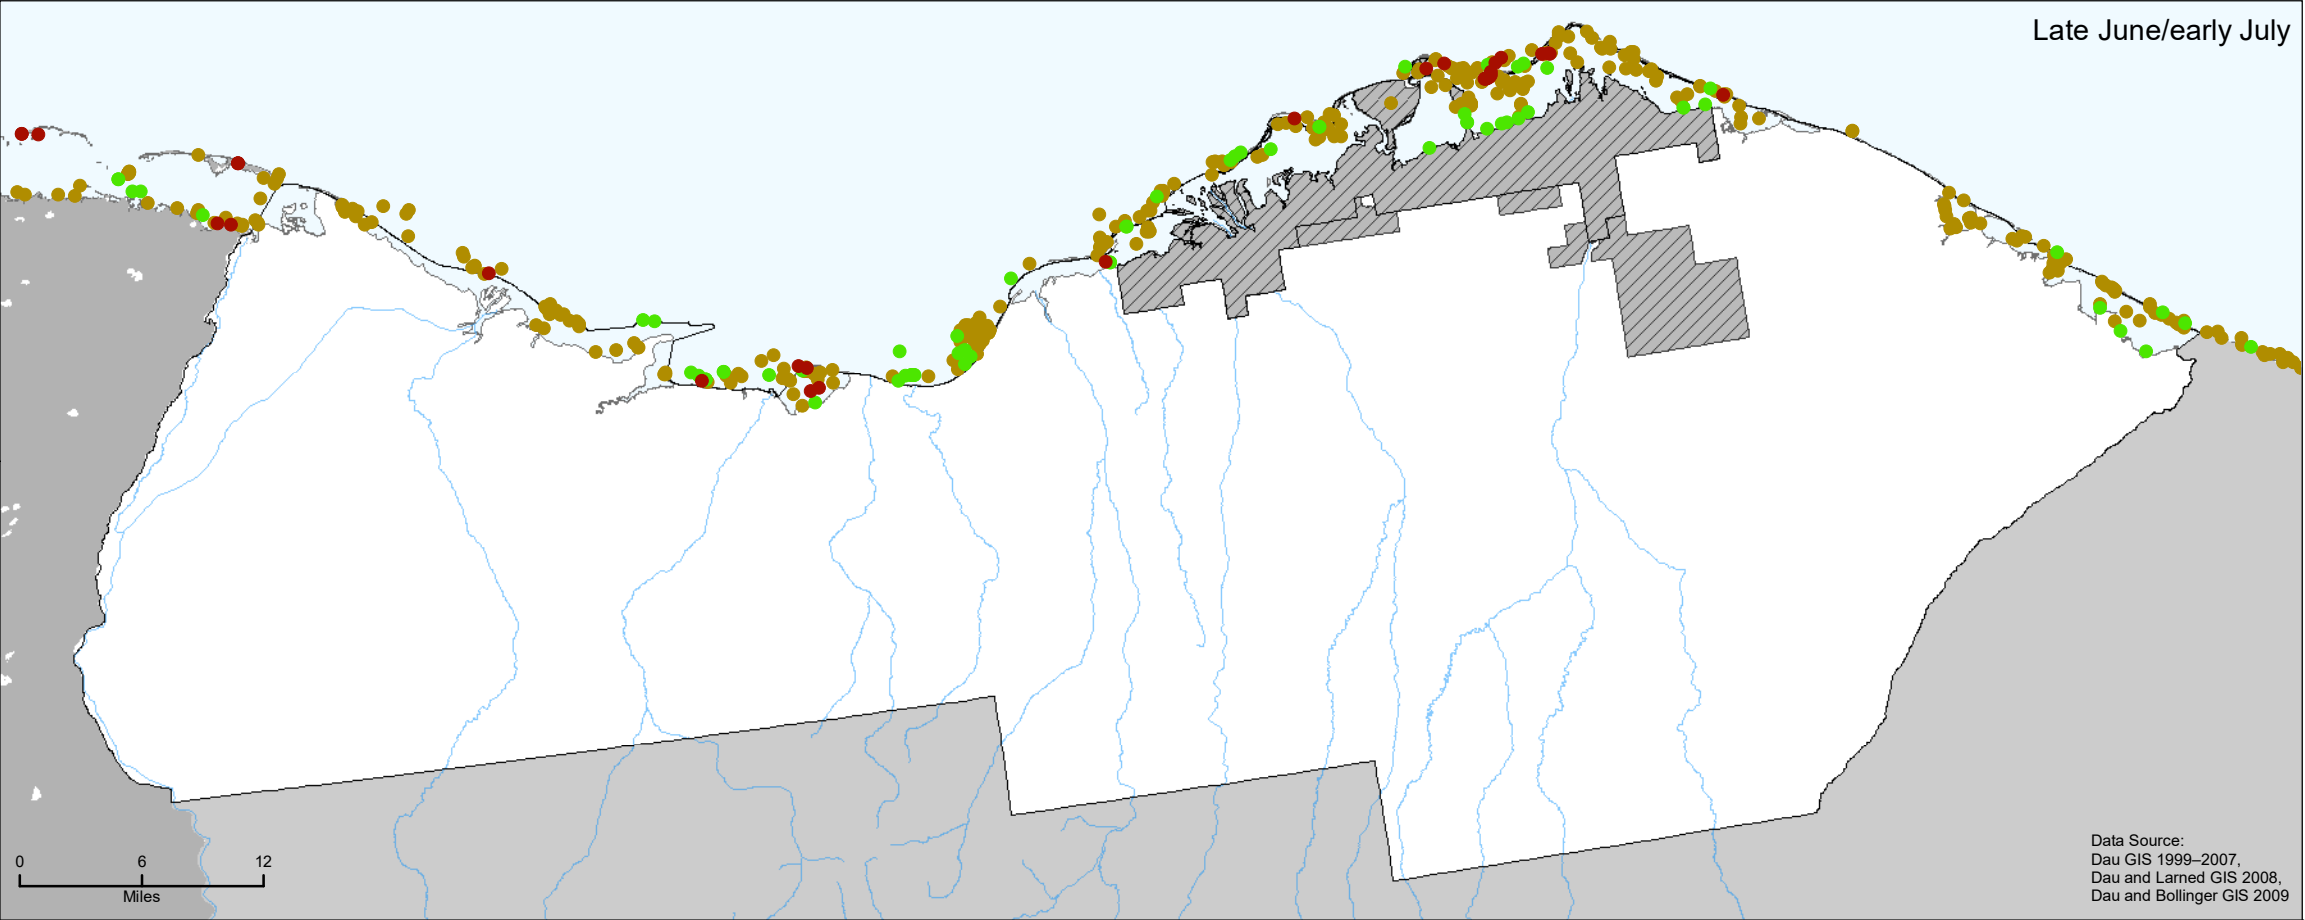 Late June/early July
0 6 12
Miles
Data Source:
Dau GIS 1999–2007,
Dau and Larned GIS 2008,
Dau and Bollinger GIS 2009